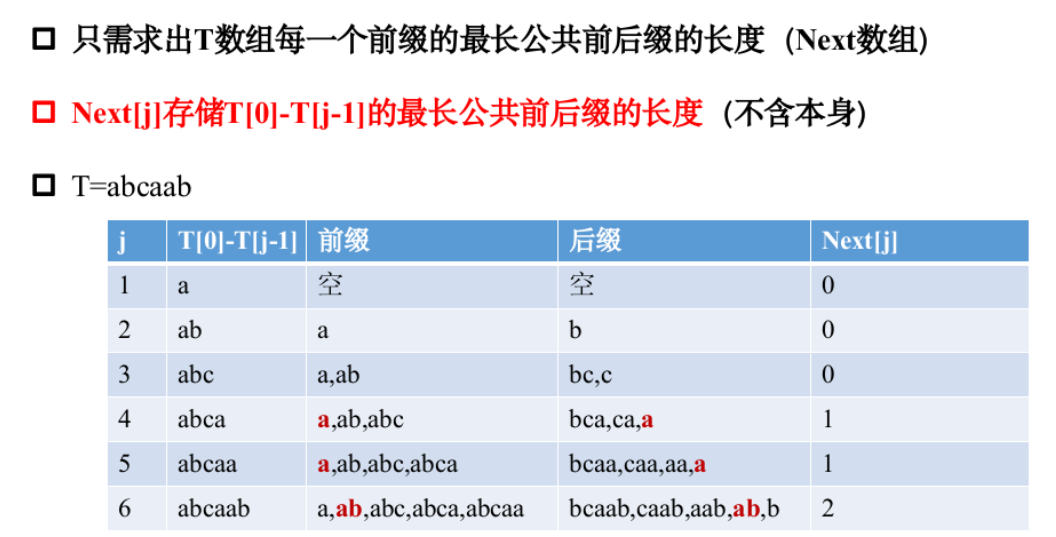 只需求出T数组每一个前缀的最长公共前后缀的长度 (Next数组)
Next[j]存储T[0]-T[j-1]的最长公共前后缀的长度 (不含本身)
T=abcaab
j T[0]-T[j-1] 前缀 后缀 Next[j]
1 a 空 空 0
2 ab a b 0
3 abc a,ab bc,c 0
4 abca a,ab,abc bca,ca,a 1
5 abcaa a,ab,abc,abca bcaa,caa,aa,a 1
6 abcaab a,ab,abc,abca,abcaa bcaab,caab,aab,ab,b 2